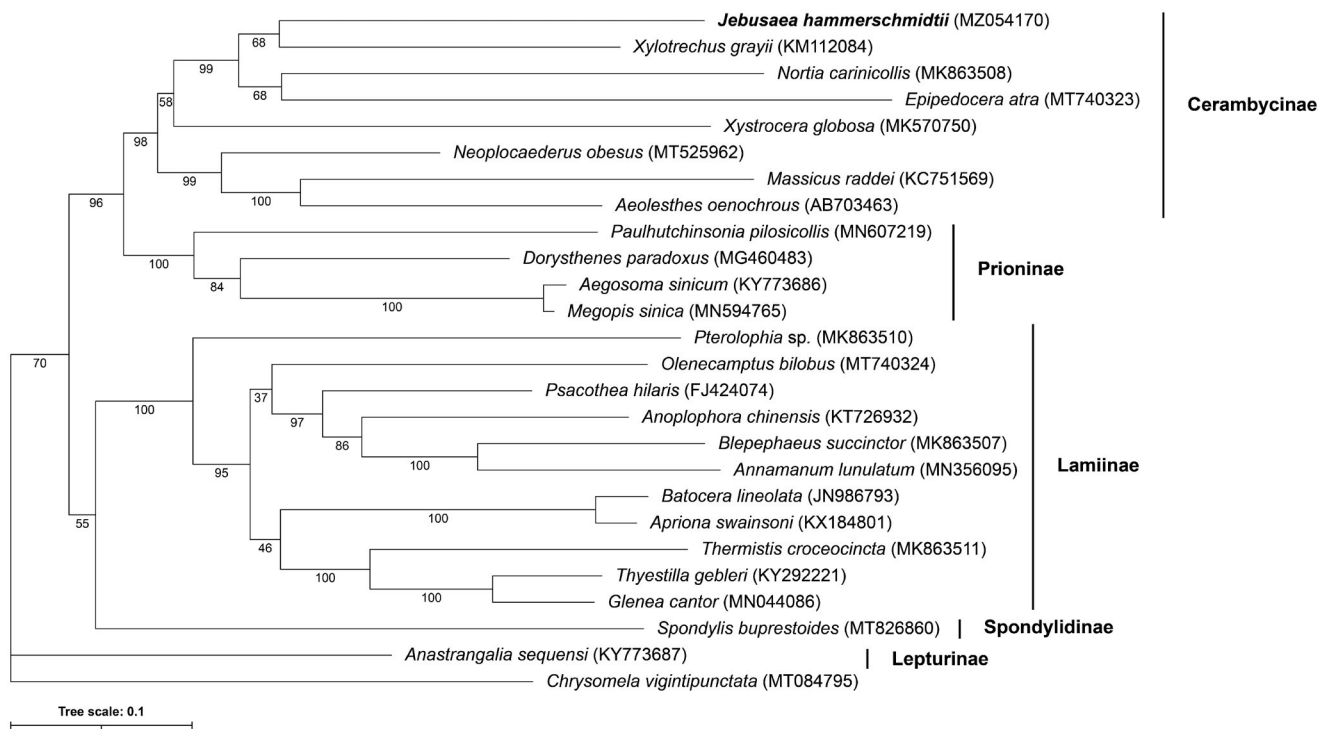 Jebusaea hammerschmidtii (MZ054170)
68
Xylotrechus grayii (KM112084)
99
Nortia carinicollis (MK863508)
68
Epipedocera atra (MT740323)
Cerambycinae
58
Xystrocera globosa (MK570750)
98
Neoplocaederus obesus (MT525962)
99
Massicus raddei (KC751569)
100
Aeolesthes oenochrous (AB703463)
96
Paulhutchinsonia pilosicollis (MN607219)
100
Dorysthenes paradoxus (MG460483)
Prioninae
84
Aegosoma sinicum (KY773686)
100
Megopis sinica (MN594765)
Pterolophia sp. (MK863510)
70
Olenecamptus bilobus (MT740324)
37
Psacothea hilaris (FJ424074)
100
97
Anoplophora chinensis (KT726932)
86
Blepephaeus succinctor (MK863507)
100
Annamanum lunulatum (MN356095)
Lamiinae
95
Batocera lineolata (JN986793)
100
Apriona swainsoni (KX184801)
55
46
Thermistis croceocincta (MK863511)
100
Thyestilla gebleri (KY292221)
100
Glenea cantor (MN044086)
Spondylis buprestoides (MT826860)
Spondylidinae
Anastrangalia sequensi (KY773687)
Lepturinae
Chrysomela vigintipunctata (MT084795)
Tree scale: 0.1